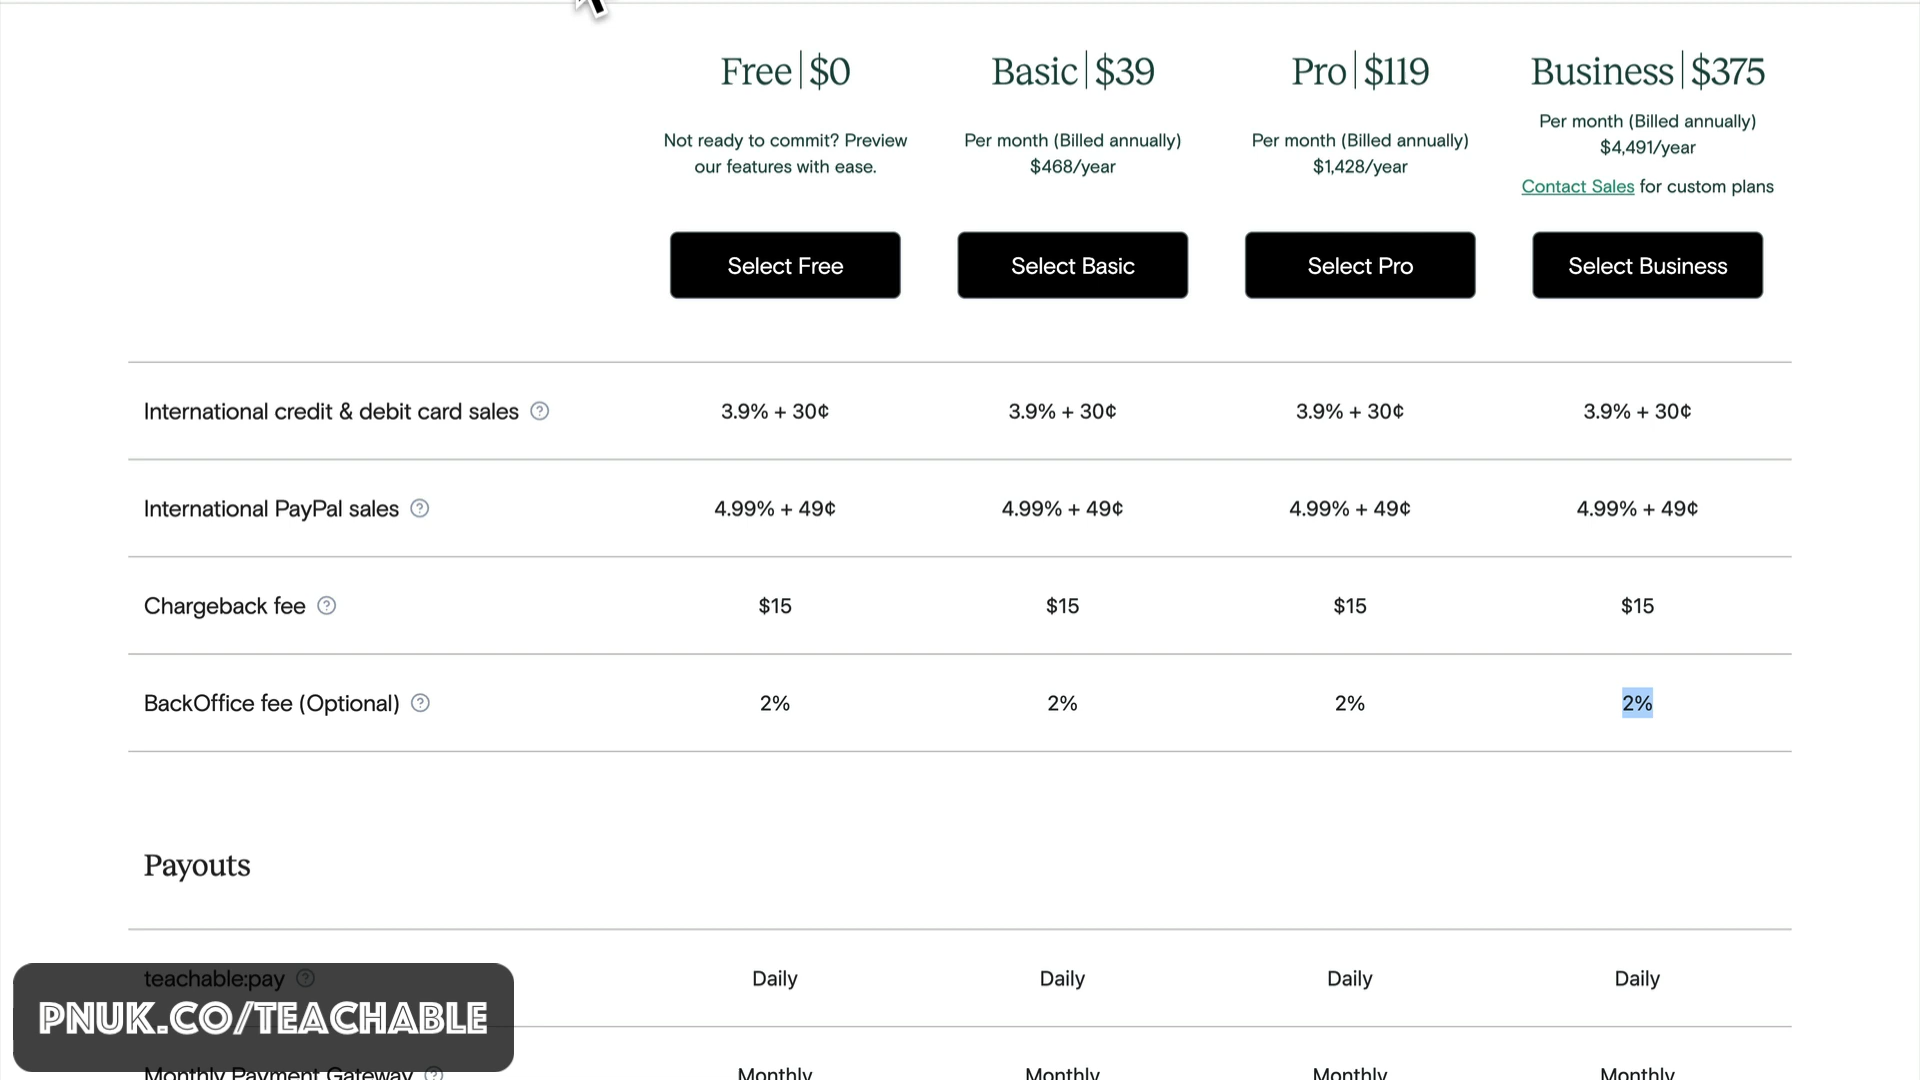 Free | $0
Basic | $39
Pro | $119
Business | $375
Not ready to commit? Preview
our features with ease.
Per month (Billed annually)
$468/year
Per month (Billed annually)
$1,428/year
Per month (Billed annually)
$4,491/year
Contact Sales for custom plans
Select Free
Select Basic
Select Pro
Select Business
International credit & debit card sales ? 3.9% + 30¢ 3.9% + 30¢ 3.9% + 30¢ 3.9% + 30¢
International PayPal sales ? 4.99% + 49¢ 4.99% + 49¢ 4.99% + 49¢ 4.99% + 49¢
Chargeback fee ? $15 $15 $15 $15
BackOffice fee (Optional) ? 2% 2% 2% 2%
Payouts
teachable:pay ? Daily Daily Daily Daily
PNUK.CO/TEACHABLE
Monthly Payment Gateway ? Monthly Monthly Monthly Monthly